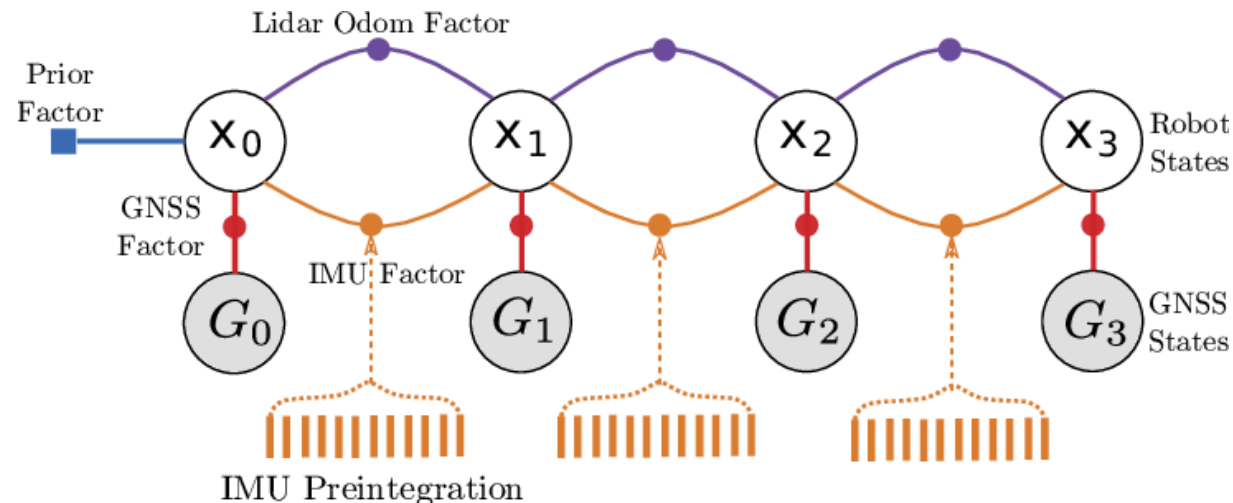 Lidar Odom Factor
Prior
Factor
x₀
x₁
x₂
x₃
Robot
States
GNSS
Factor
IMU Factor
G₀
G₁
G₂
G₃
GNSS
States
IMU Preintegration